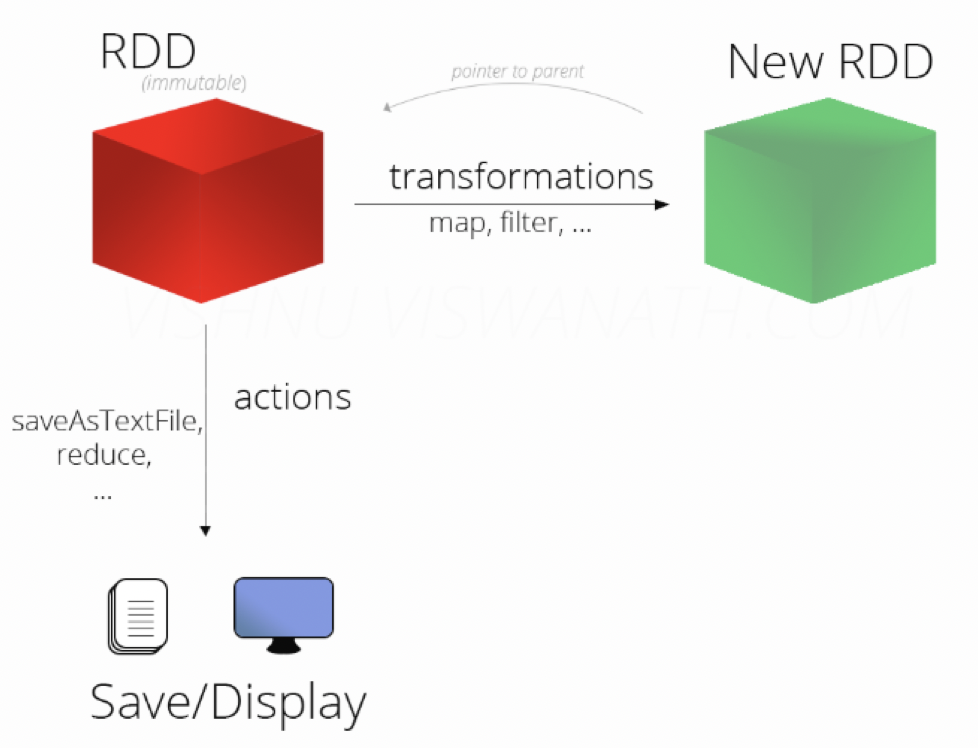 RDD
(immutable)
New RDD
pointer to parent
transformations
map, filter, ...
VISHNU VISWANATH.COM
actions
saveAsTextFile,
reduce,
...
Save/Display